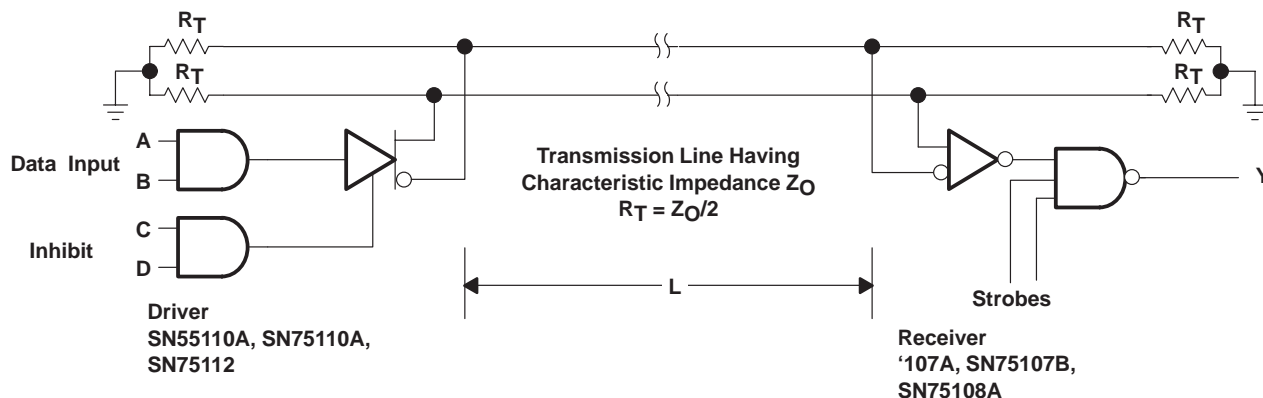 RT
RT
RT
RT
A
Data Input
B
C
Inhibit
D
Transmission Line Having
Characteristic Impedance ZO
RT = ZO/2
Y
L
Strobes
Driver
SN55110A, SN75110A,
SN75112
Receiver
‘107A, SN75107B,
SN75108A